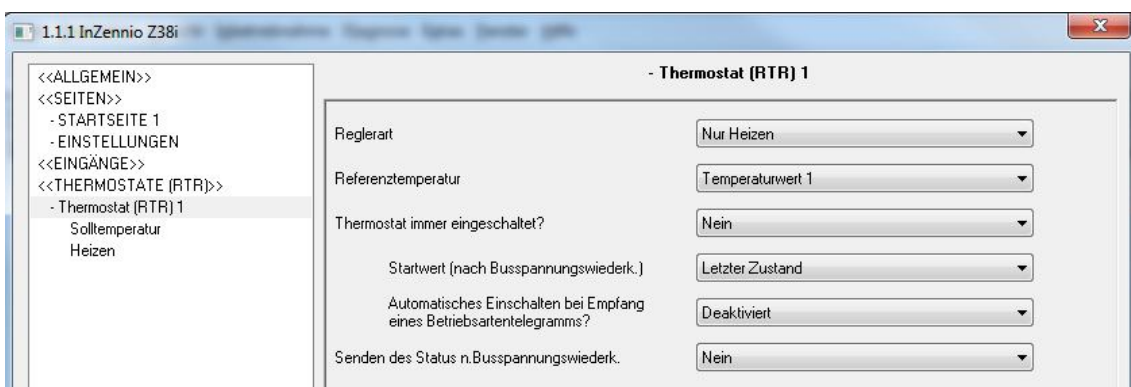 1.1.1 InZennio Z38i
<<ALLGEMEIN>>
<<SEITEN>>
- STARTSEITE 1
- EINSTELLUNGEN
<<EINGÄNGE>>
<<THERMOSTATE (RTR)>>
- Thermostat (RTR) 1
Solltemperatur
Heizen
- Thermostat (RTR) 1
Reglerart
Nur Heizen
Referenztemperatur
Temperaturwert 1
Thermostat immer eingeschaltet?
Nein
Startwert (nach Busspannungswiederk.)
Letzter Zustand
Automatisches Einschalten bei Empfang
eines Betriebsartentelegramms?
Deaktiviert
Senden des Status n.Busspannungswiederk.
Nein